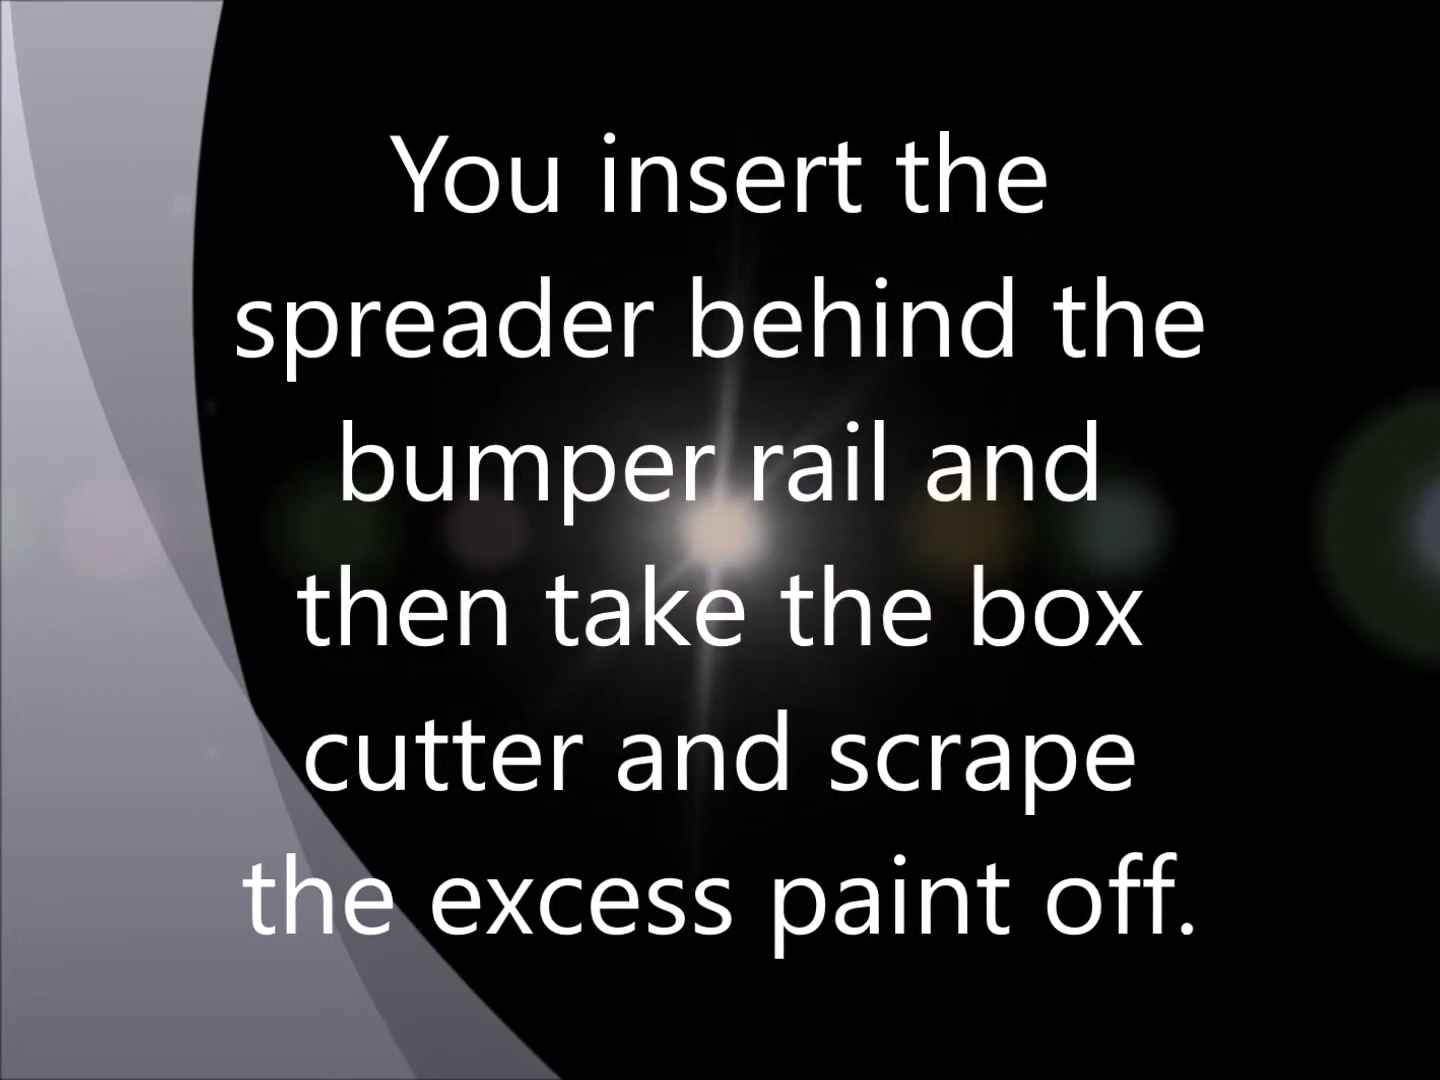 You insert the
spreader behind the
bumper rail and
then take the box
cutter and scrape
the excess paint off.